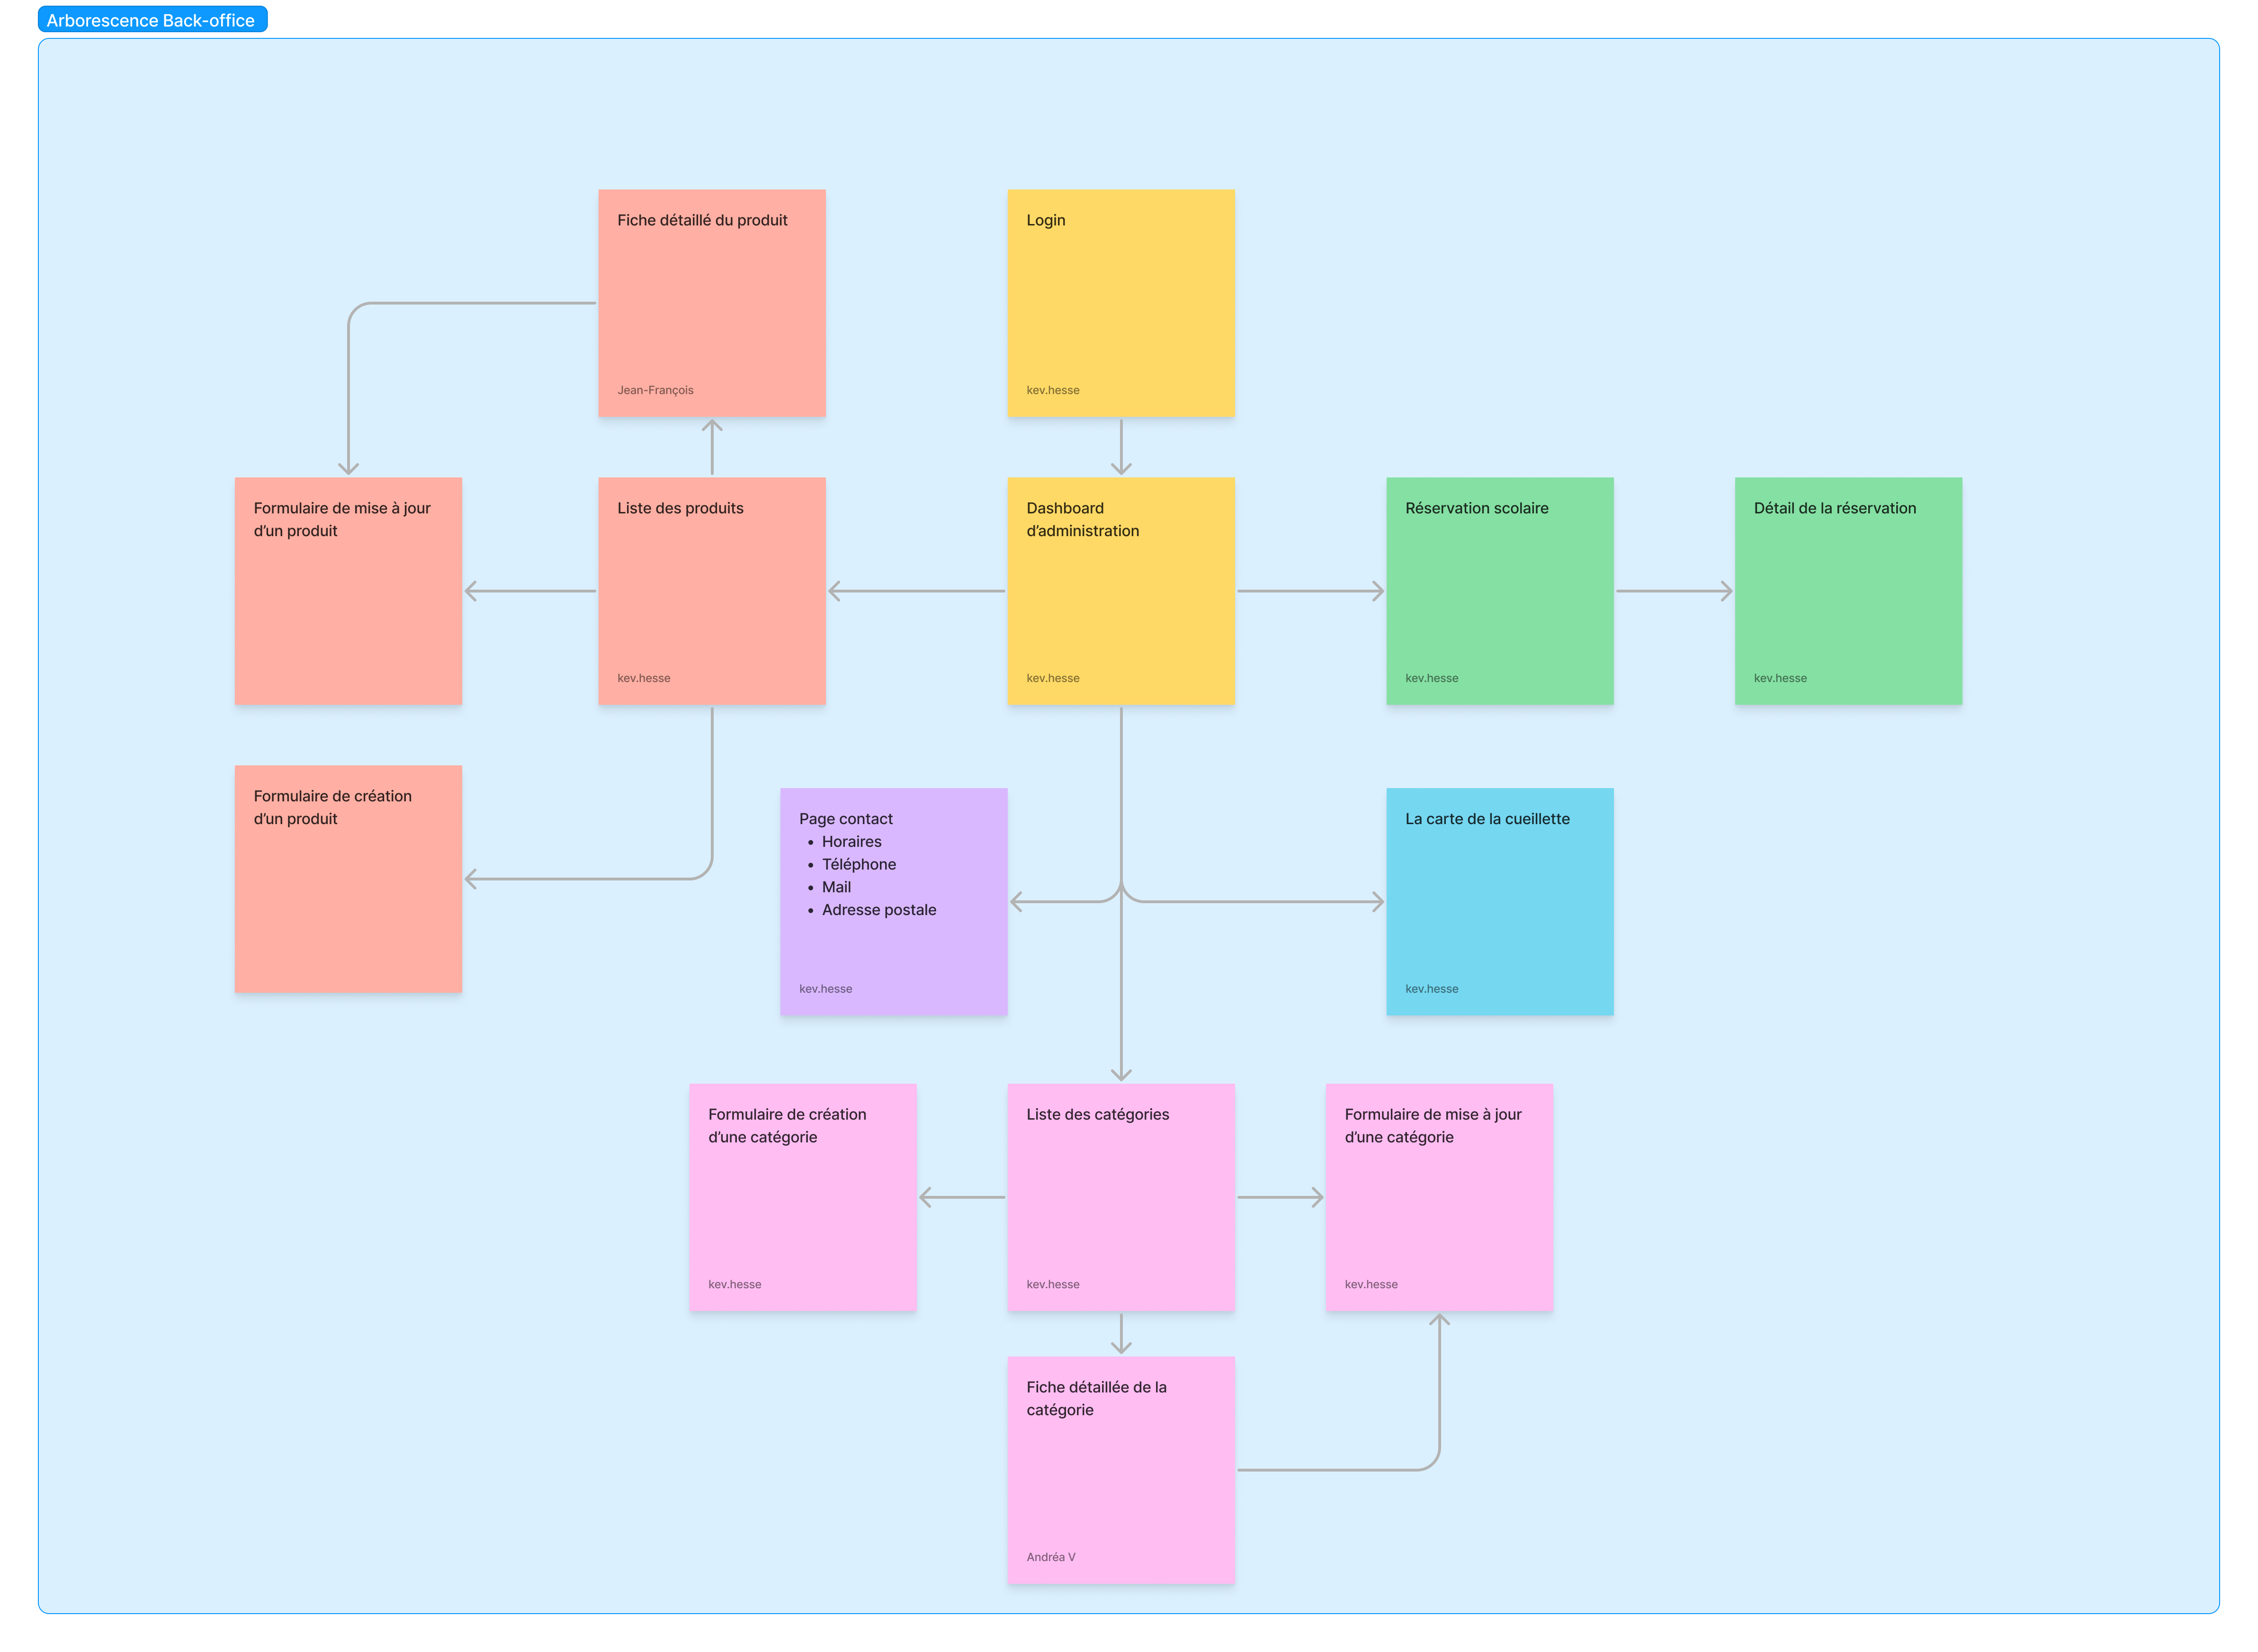 Arborescence Back-office
Fiche détaillé du produit
Jean-François
Login
kev.hesse
Formulaire de mise à jour
d’un produit
Liste des produits
kev.hesse
Dashboard
d’administration
kev.hesse
Réservation scolaire
kev.hesse
Détail de la réservation
kev.hesse
Formulaire de création
d’un produit
Page contact
• Horaires
• Téléphone
• Mail
• Adresse postale
kev.hesse
La carte de la cueillette
kev.hesse
Formulaire de création
d’une catégorie
kev.hesse
Liste des catégories
kev.hesse
Formulaire de mise à jour
d’une catégorie
kev.hesse
Fiche détaillée de la
catégorie
Andréa V